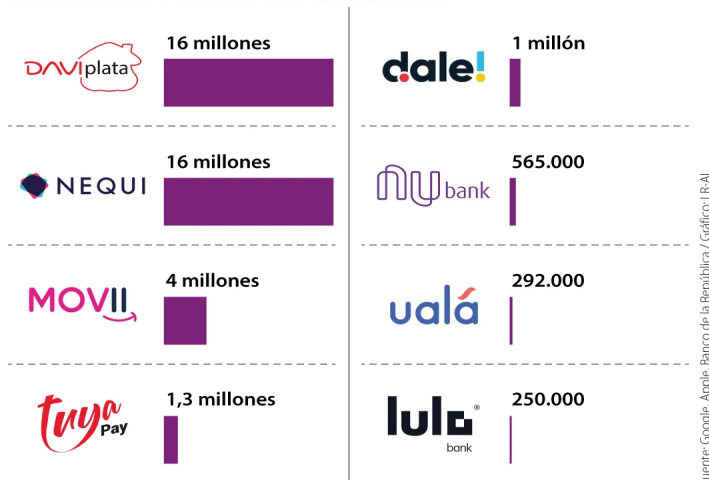 DAVIplata
16 millones
NEQUI
16 millones
MOVII
4 millones
tuya
Pay
1,3 millones
dale!
1 millón
nu bank
565.000
ualá
292.000
lulo
bank
250.000
uente: Google, Apple, Banco de la República / Gráfico: LR-AL